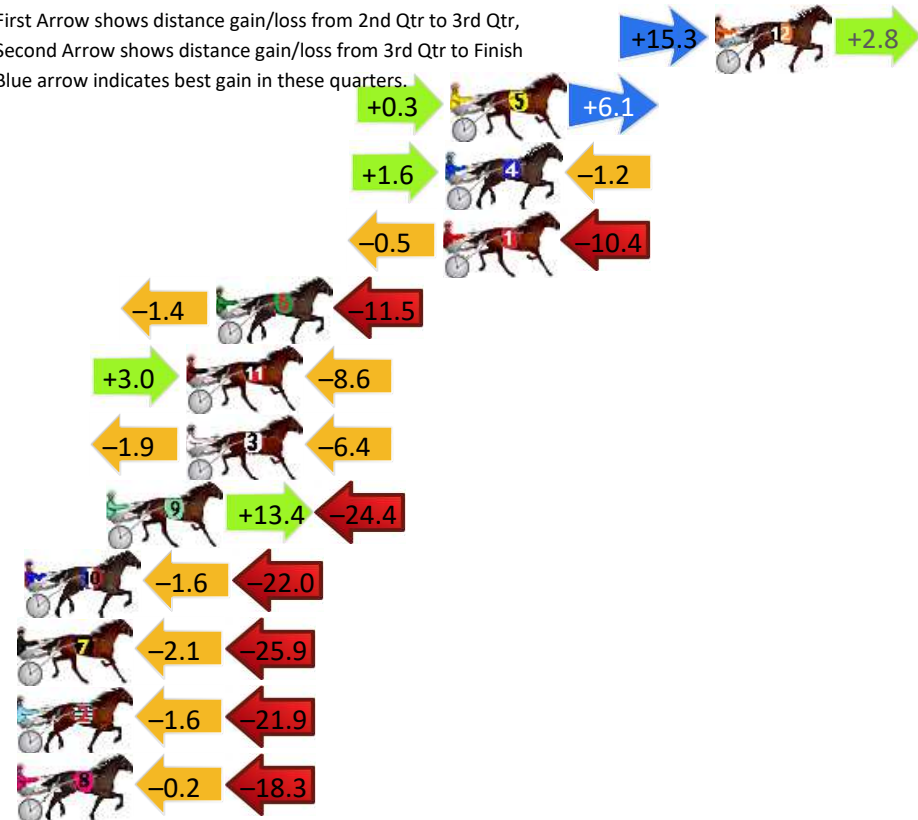 First Arrow shows distance gain/loss from 2nd Qtr to 3rd Qtr,
Second Arrow shows distance gain/loss from 3rd Qtr to Finish
Blue arrow indicates best gain in these quarters.
+15.3 12 +2.8
+0.3 5 +6.1
+1.6 4 −1.2
−0.5 1 −10.4
−1.4 6 −11.5
+3.0 11 −8.6
−1.9 3 −6.4
9 +13.4 −24.4
10 −1.6 −22.0
7 −2.1 −25.9
2 −1.6 −21.9
8 −0.2 −18.3